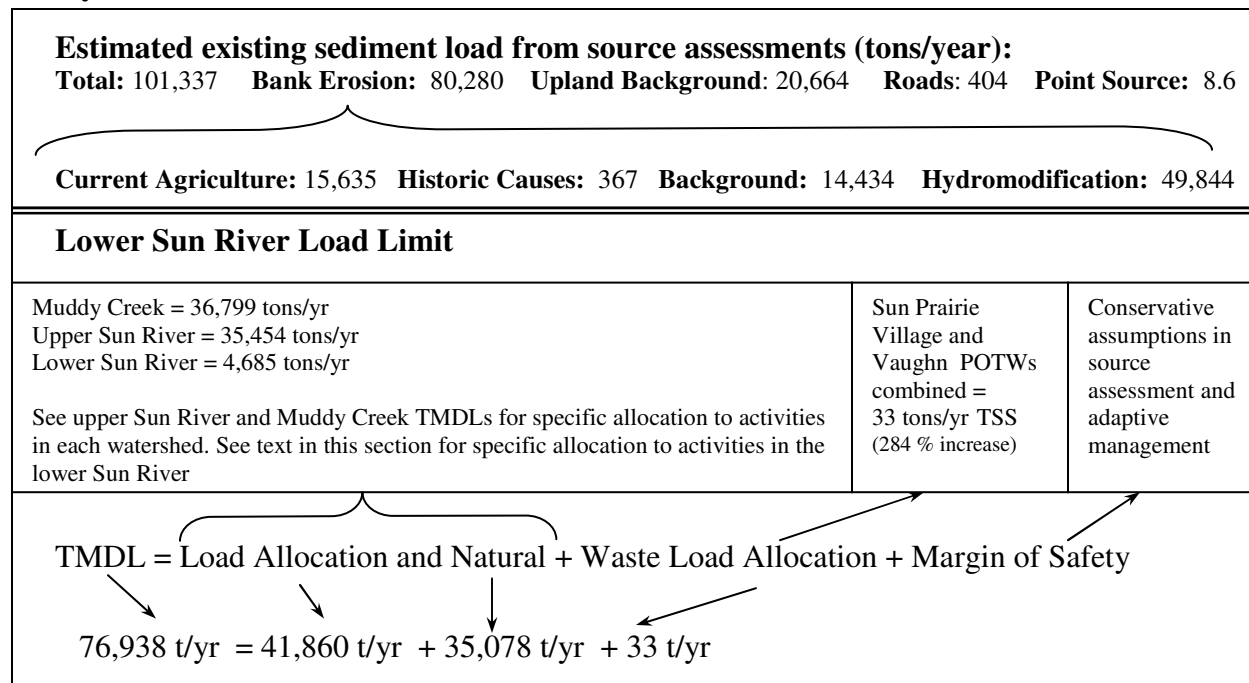 Estimated existing sediment load from source assessments (tons/year):
Total: 101,337 Bank Erosion: 80,280 Upland Background: 20,664 Roads: 404 Point Source: 8.6
Current Agriculture: 15,635 Historic Causes: 367 Background: 14,434 Hydromodification: 49,844
Lower Sun River Load Limit
Muddy Creek = 36,799 tons/yr
Upper Sun River = 35,454 tons/yr
Lower Sun River = 4,685 tons/yr
See upper Sun River and Muddy Creek TMDLs for specific allocation to activities
in each watershed. See text in this section for specific allocation to activities in the
lower Sun River
Sun Prairie
Village and
Vaughn POTWs
combined =
33 tons/yr TSS
(284 % increase)
Conservative
assumptions in
source
assessment and
adaptive
management
TMDL = Load Allocation and Natural + Waste Load Allocation + Margin of Safety
76,938 t/yr = 41,860 t/yr + 35,078 t/yr + 33 t/yr